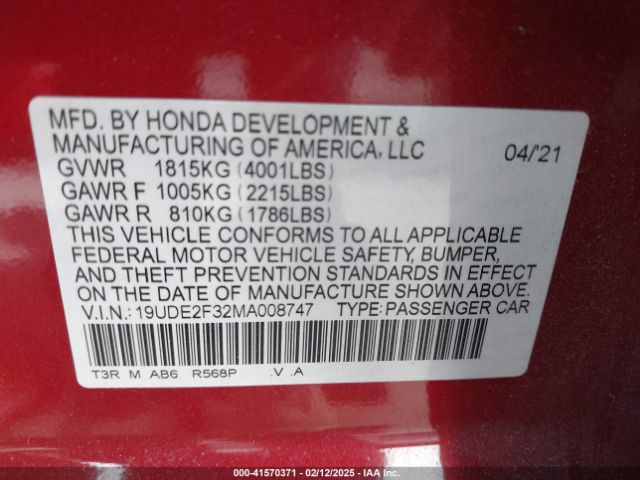 MFD. BY HONDA DEVELOPMENT &
MANUFACTURING OF AMERICA, LLC 04/'21
GVWR 1815KG (4001LBS)
GAWR F 1005KG (2215LBS)
GAWR R 810KG (1786LBS)
THIS VEHICLE CONFORMS TO ALL APPLICABLE
FEDERAL MOTOR VEHICLE SAFETY, BUMPER,
AND THEFT PREVENTION STANDARDS IN EFFECT
ON THE DATE OF MANUFACTURE SHOWN ABOVE.
V.I.N.: 19UDE2F32MA008747 TYPE: PASSENGER CAR
T3R M AB6 R568P .V .A
00-41570371 - 02/12/2025 - IAA Inc.